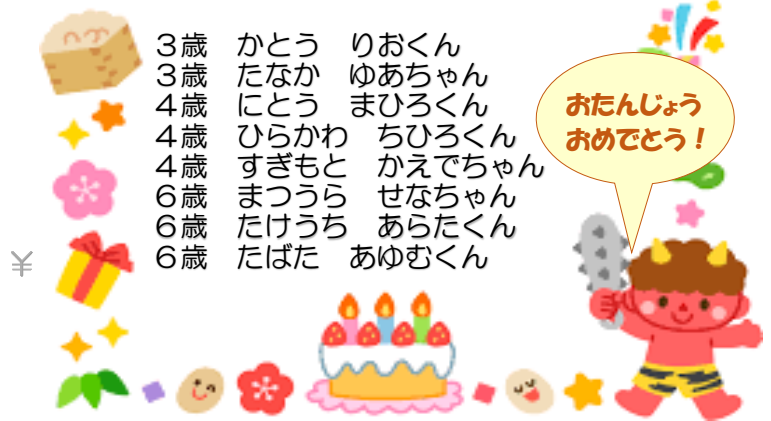 ３歳　かとう　りおくん
３歳　たなか　ゆあちゃん
４歳　にとう　まひろくん
４歳　ひらかわ　ちひろくん
４歳　すぎもと　かえでちゃん
６歳　まつうら　せなちゃん
６歳　たけうち　あらたくん
６歳　たばた　あゆむくん
おたんじょう
おめでとう！
￥